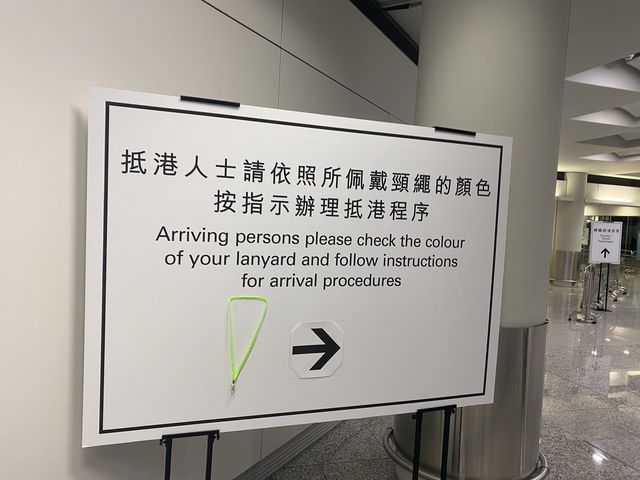 抵港人士請依照所佩戴頸繩的顏色
按指示辦理抵港程序
Arriving persons please check the colour
of your lanyard and follow instructions
for arrival procedures